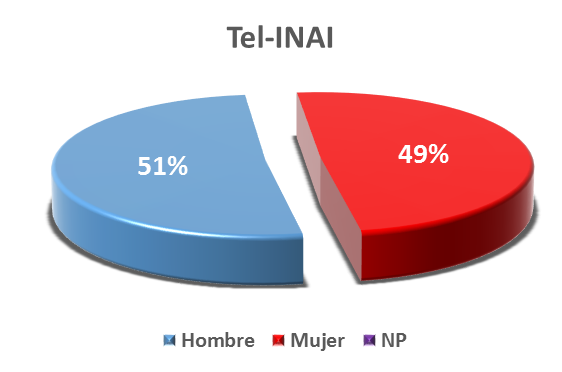 Tel-INAI
51%
49%
Hombre Mujer NP